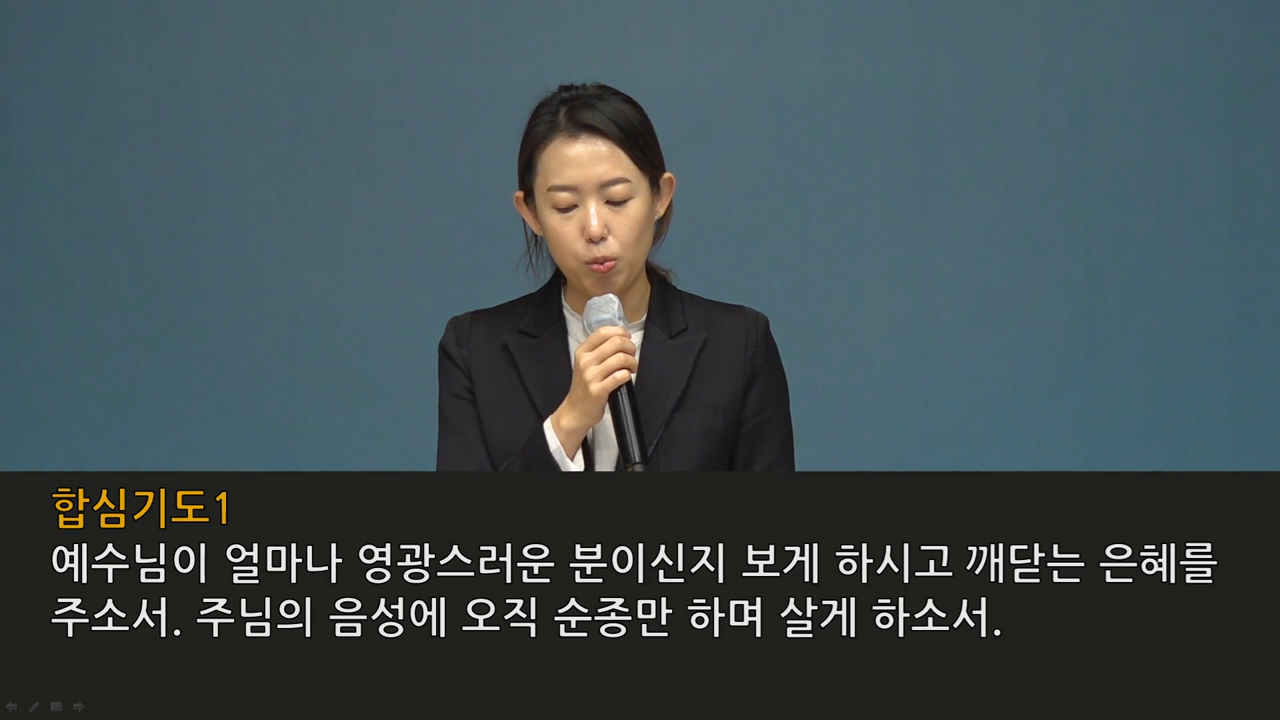 합심기도1
예수님이 얼마나 영광스러운 분이신지 보게 하시고 깨닫는 은혜를
주소서. 주님의 음성에 오직 순종만 하며 살게 하소서.